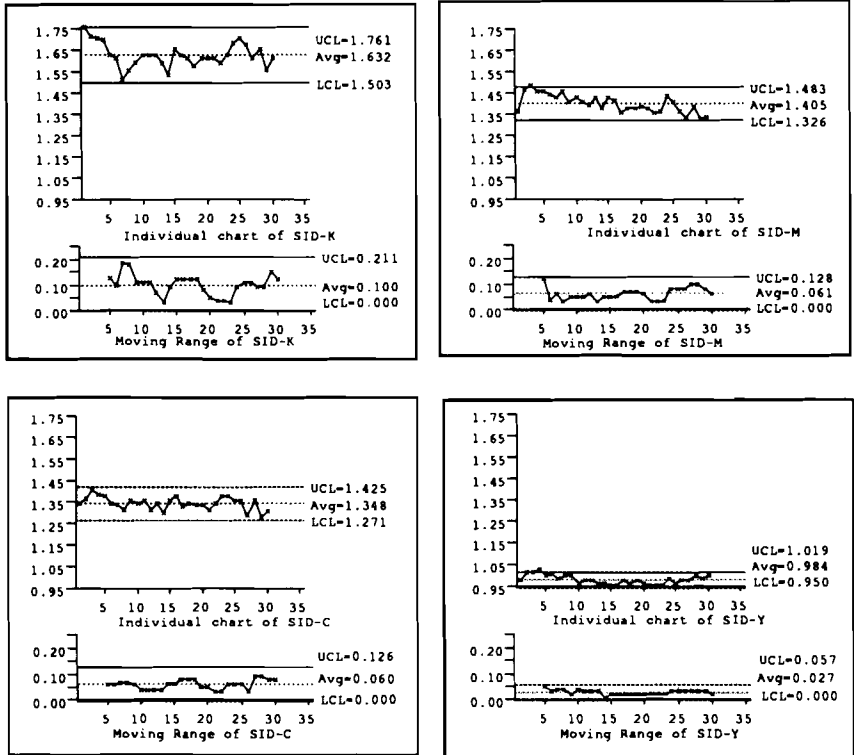 1.75
1.65
1.55
1.45
1.35
1.25
1.15
1.05
0.95
UCL=1.761
Avg=1.632
LCL=1.503
5 10 15 20 25 30 35
Individual chart of SID-K
0.20
0.10
0.00
UCL=0.211
Avg=0.100
LCL=0.000
5 10 15 20 25 30 35
Moving Range of SID-K
1.75
1.65
1.55
1.45
1.35
1.25
1.15
1.05
0.95
UCL=1.483
Avg=1.405
LCL=1.326
5 10 15 20 25 30 35
Individual chart of SID-M
0.20
0.10
0.00
UCL=0.128
Avg=0.061
LCL=0.000
5 10 15 20 25 30 35
Moving Range of SID-M
1.75
1.65
1.55
1.45
1.35
1.25
1.15
1.05
0.95
UCL=1.425
Avg=1.348
LCL=1.271
5 10 15 20 25 30 35
Individual chart of SID-C
0.20
0.10
0.00
UCL=0.126
Avg=0.060
LCL=0.000
5 10 15 20 25 30 35
Moving Range of SID-C
1.75
1.65
1.55
1.45
1.35
1.25
1.15
1.05
0.95
UCL=1.019
Avg=0.984
LCL=0.950
5 10 15 20 25 30 35
Individual chart of SID-Y
0.20
0.10
0.00
UCL=0.057
Avg=0.027
LCL=0.000
5 10 15 20 25 30 35
Moving Range of SID-Y